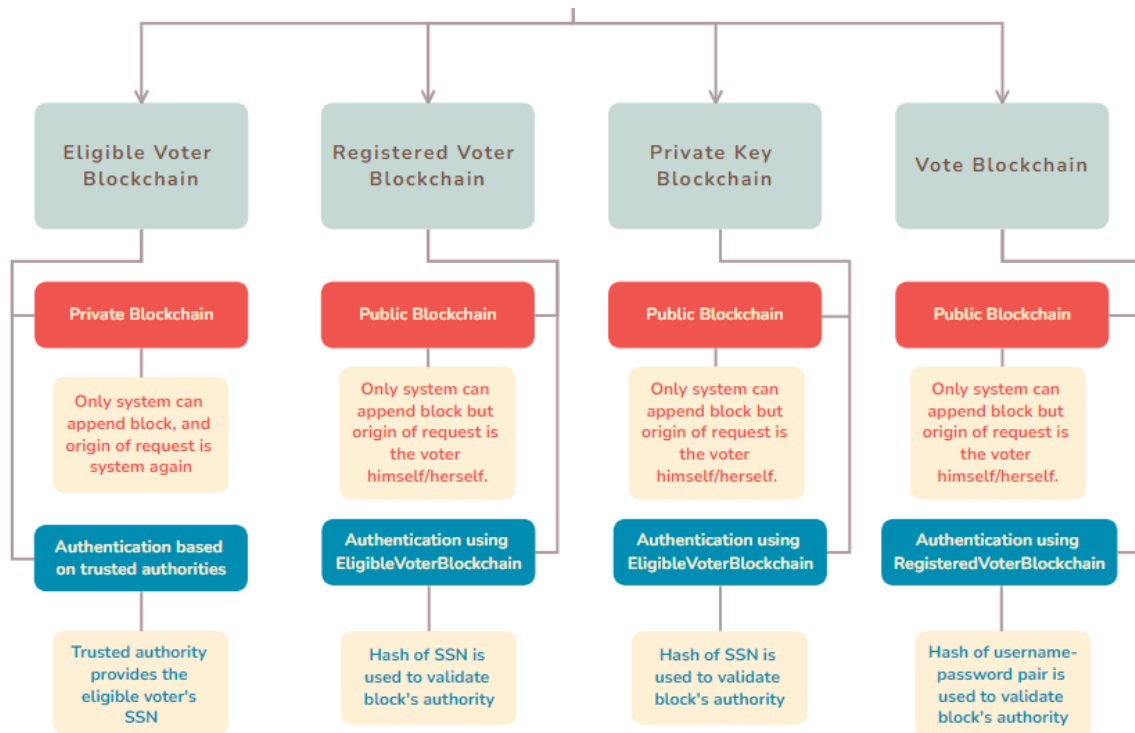 Eligible Voter
Blockchain
Registered Voter
Blockchain
Private Key
Blockchain
Vote Blockchain
Private Blockchain
Public Blockchain
Public Blockchain
Public Blockchain
Only system can
append block, and
origin of request is
system again
Only system can
append block but
origin of request is
the voter
himself/herself.
Only system can
append block but
origin of request is
the voter
himself/herself.
Only system can
append block but
origin of request is
the voter
himself/herself.
Authentication based
on trusted authorities
Authentication using
EligibleVoterBlockchain
Authentication using
EligibleVoterBlockchain
Authentication using
RegisteredVoterBlockchain
Trusted authority
provides the
eligible voter's
SSN
Hash of SSN is
used to validate
block's authority
Hash of SSN is
used to validate
block's authority
Hash of username-
password pair is
used to validate
block's authority